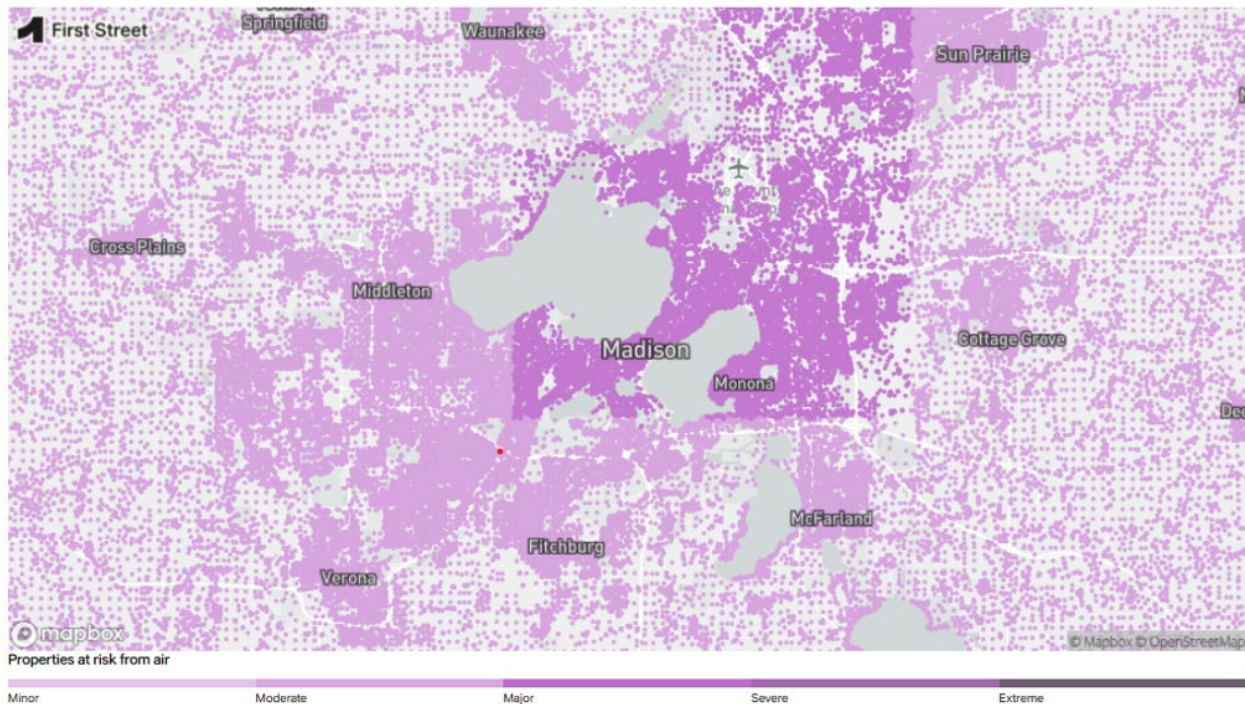 Springfield
First Street
Waunakee
Sun Prairie
Cross Plains
Middleton
Madison
Cottage Grove
Monona
McFarland
Fitchburg
Verona
mapbox
© Mapbox © OpenStreetMap
Properties at risk from air
Minor Moderate Major Severe Extreme